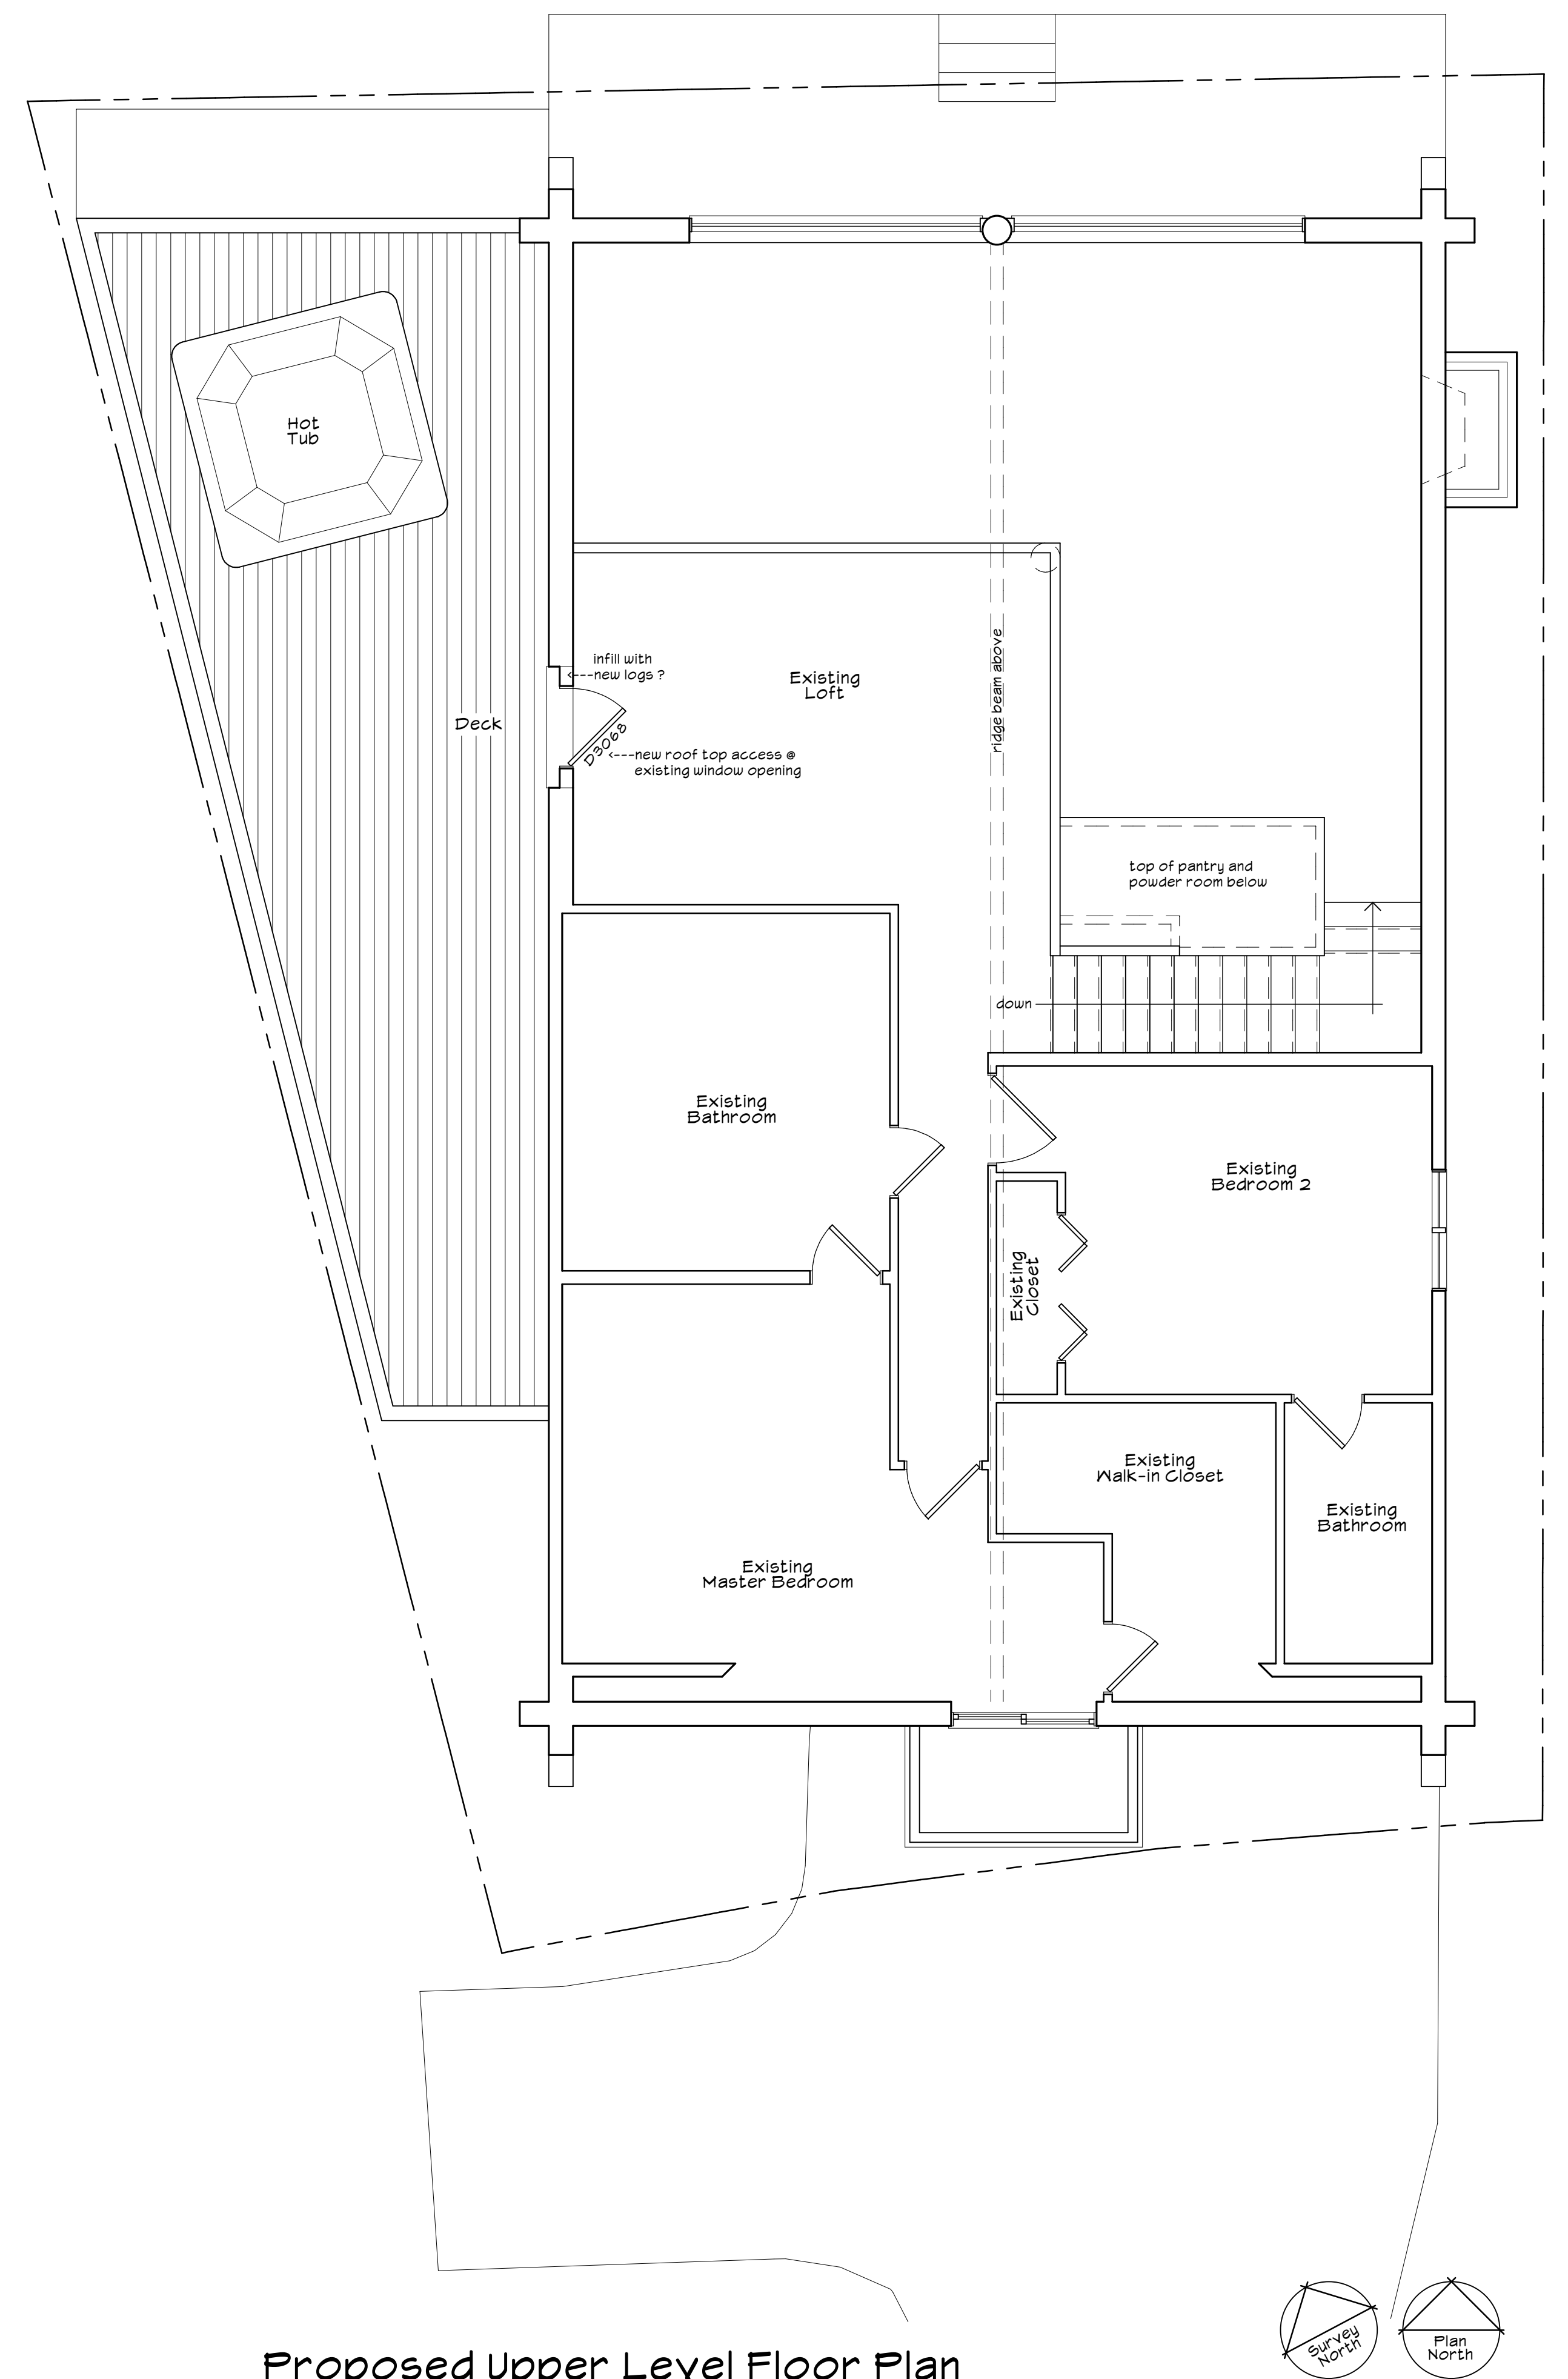 Hot
Tub
infill with
new logs ?
Existing
Loft
ridge beam above
Deck
D3068
new roof top access @
existing window opening
top of pantry and
powder room below
down
Existing
Bathroom
Existing
Bedroom 2
Existing
Closet
Existing
Walk-in Closet
Existing
Bathroom
Existing
Master Bedroom
Survey
North
Plan
North
Proposed Upper Level Floor Plan